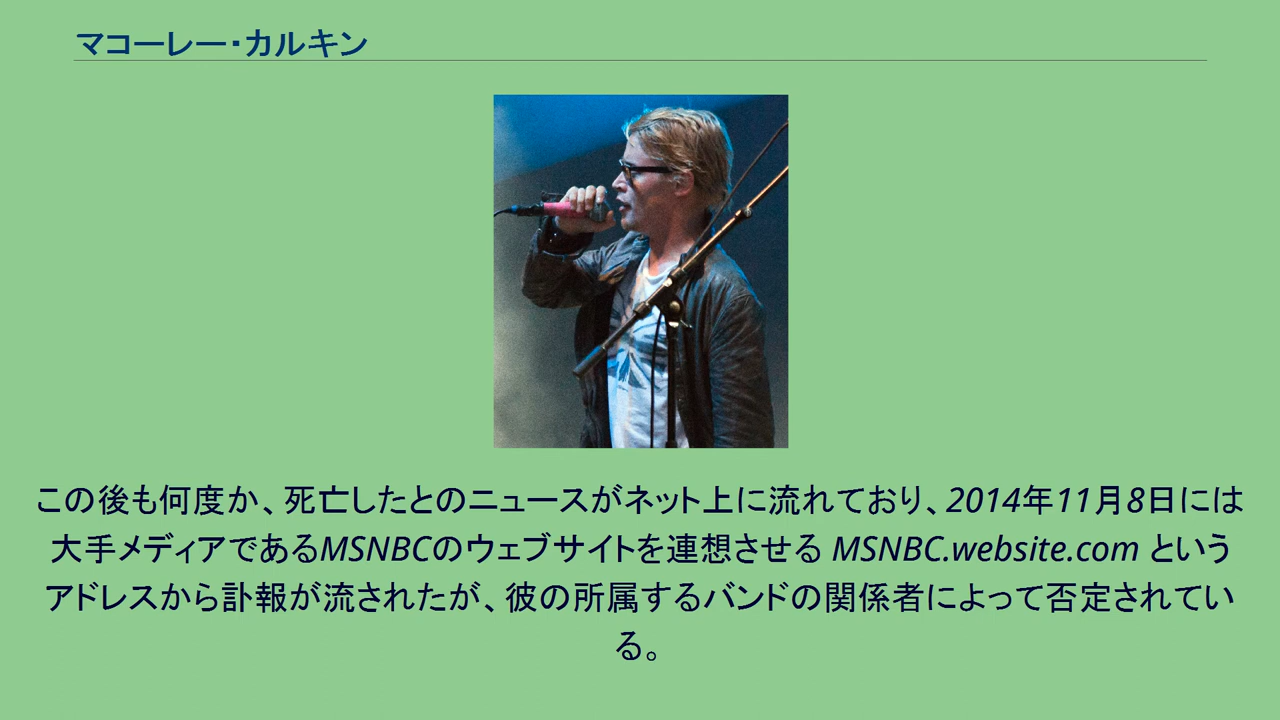 マコーレー・カルキン
この後も何度か、死亡したとのニュースがネット上に流れており、2014年11月8日には
大手メディアであるMSNBCのウェブサイトを連想させる MSNBC.website.com という
アドレスから訃報が流されたが、彼の所属するバンドの関係者によって否定されてい
る。